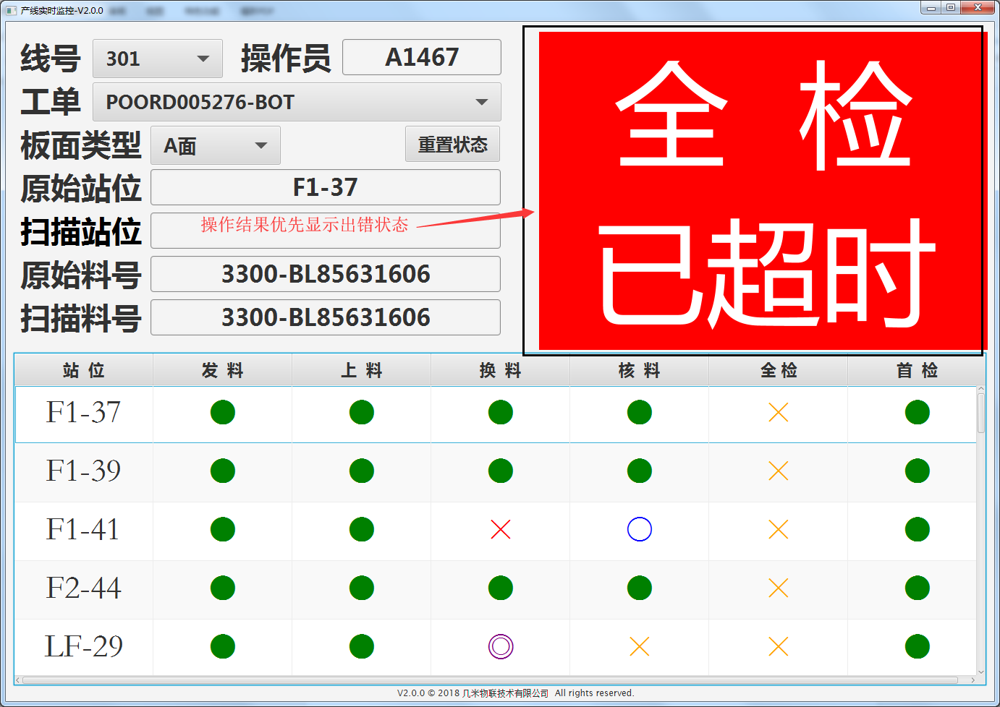 产线实时监控-V2.0.0
线号 301 操作员 A1467
工单 POORD005276-BOT
板面类型 A面 重置状态
原始站位 F1-37
扫描站位 操作结果优先显示出错状态
原始料号 3300-BL85631606
扫描料号 3300-BL85631606
全 检
已超时
站 位 发 料 上 料 换 料 核 料 全检 首 检
F1-37
F1-39
F1-41
F2-44
LF-29
V2.0.0 © 2018 几米物联技术有限公司 All rights reserved.